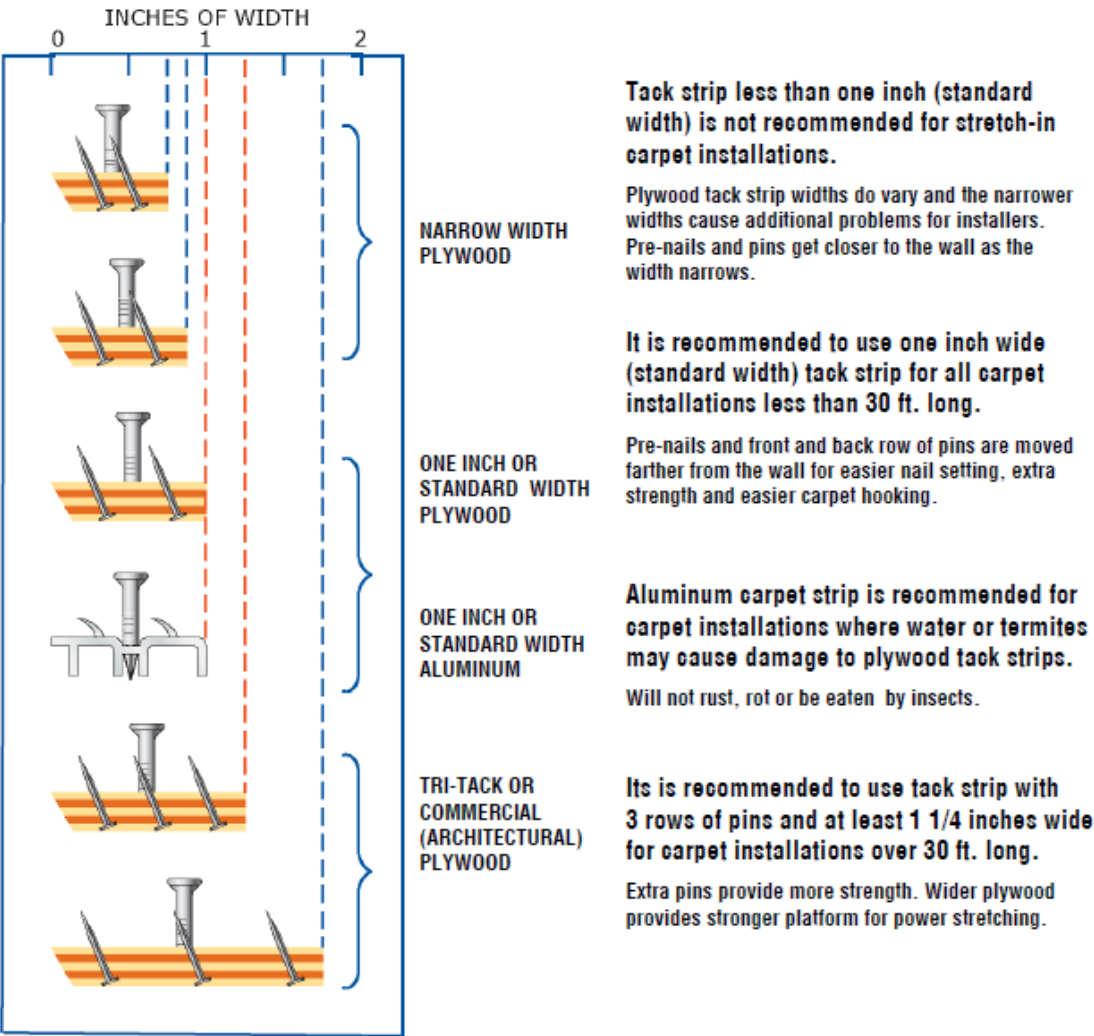 INCHES OF WIDTH
0 1 2
NARROW WIDTH
PLYWOOD
Tack strip less than one inch (standard
width) is not recommended for stretch-in
carpet installations.
Plywood tack strip widths do vary and the narrower
widths cause additional problems for installers.
Pre-nails and pins get closer to the wall as the
width narrows.
ONE INCH OR
STANDARD WIDTH
PLYWOOD
It is recommended to use one inch wide
(standard width) tack strip for all carpet
installations less than 30 ft. long.
Pre-nails and front and back row of pins are moved
farther from the wall for easier nail setting, extra
strength and easier carpet hooking.
ONE INCH OR
STANDARD WIDTH
ALUMINUM
Aluminum carpet strip is recommended for
carpet installations where water or termites
may cause damage to plywood tack strips.
Will not rust, rot or be eaten by insects.
TRI-TACK OR
COMMERCIAL
(ARCHITECTURAL)
PLYWOOD
Its is recommended to use tack strip with
3 rows of pins and at least 1 1/4 inches wide
for carpet installations over 30 ft. long.
Extra pins provide more strength. Wider plywood
provides stronger platform for power stretching.